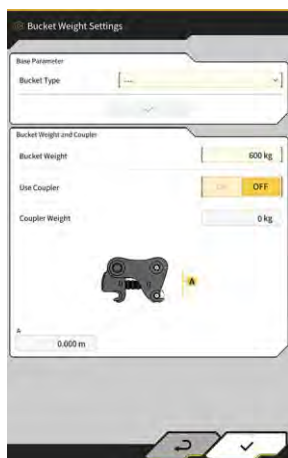 Bucket Weight Settings
Base Parameter
Bucket Type [--- ]
Bucket Weight and Coupler
Bucket Weight [ 600 kg ]
Use Coupler ON OFF
Coupler Weight 0 kg
A
A
0.000 m